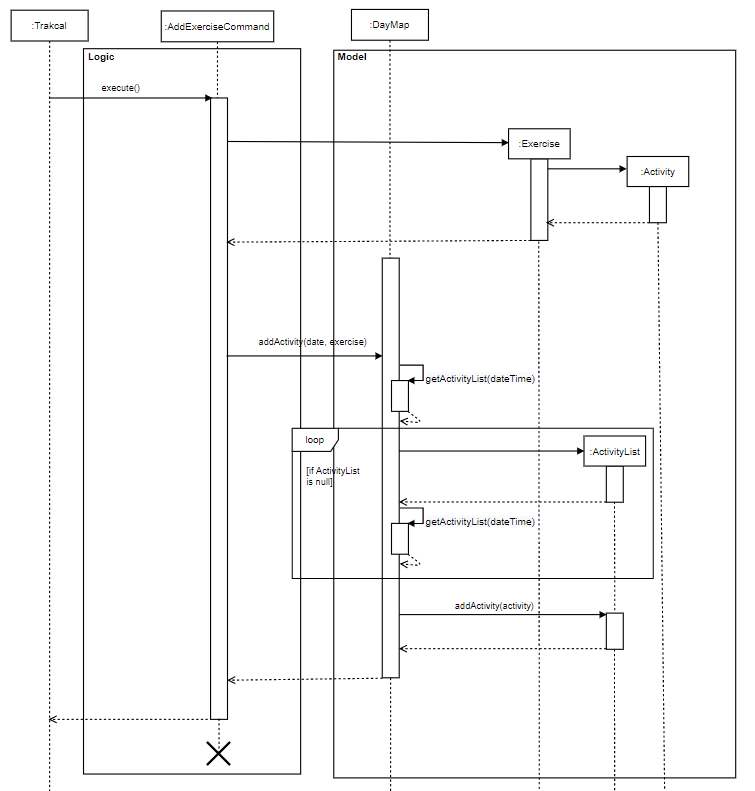 :Trakcal
:AddExerciseCommand
:DayMap
Logic
Model
execute()
:Exercise
:Activity
addActivity(date, exercise)
getActivityList(dateTime)
loop
:ActivityList
[if ActivityList
is null]
getActivityList(dateTime)
addActivity(activity)